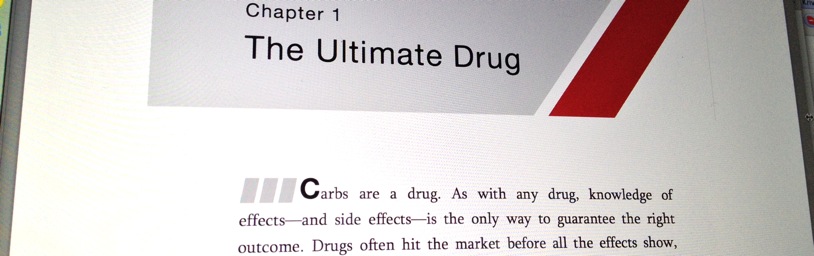 Chapter 1
The Ultimate Drug
Carbs are a drug. As with any drug, knowledge of
effects—and side effects—is the only way to guarantee the right
outcome. Drugs often hit the market before all the effects show,